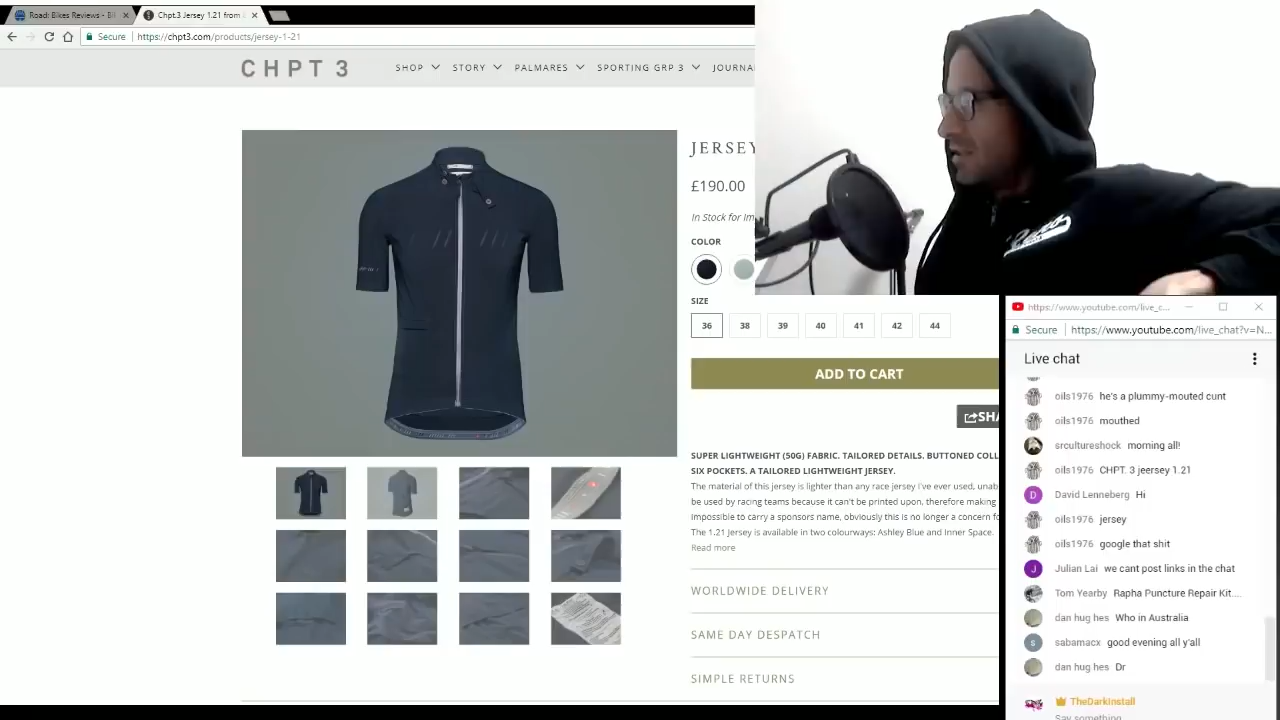 Road: Bikes Reviews - Bi
Chpt.3 Jersey 1.21 from
Secure
https://chpt3.com/products/jersey-1-21
CHPT 3
SHOP
STORY
PALMARES
SPORTING GRP 3
JOURNA
JERSEY
£190.00
In Stock for Im
COLOR
SIZE
36
38
39
40
41
42
44
ADD TO CART
SHA
SUPER LIGHTWEIGHT (50G) FABRIC. TAILORED DETAILS. BUTTONED COLL
SIX POCKETS. A TAILORED LIGHTWEIGHT JERSEY.
The material of this jersey is lighter than any race jersey I've ever used, unab
be used by racing teams because it can't be printed upon, therefore making
impossible to carry a sponsors name, obviously this is no longer a concern fo
The 1.21 Jersey is available in two colourways: Ashley Blue and Inner Space.
Read more
WORLDWIDE DELIVERY
SAME DAY DESPATCH
SIMPLE RETURNS
https://www.youtube.com/live_c...
Secure
https://www.youtube.com/live_chat?v=N...
Live chat
oils1976 he's a plummy-mouted cunt
oils1976 mouthed
srcultureshock morning all!
oils1976 CHPT. 3 jeersey 1.21
David Lenneberg Hi
oils1976 jersey
oils1976 google that shit
Julian Lai we cant post links in the chat
Tom Yearby Rapha Puncture Repair Kit....
dan hug hes Who in Australia
sabamacx good evening all y'all
dan hug hes Dr
TheDarkInstall
Say something